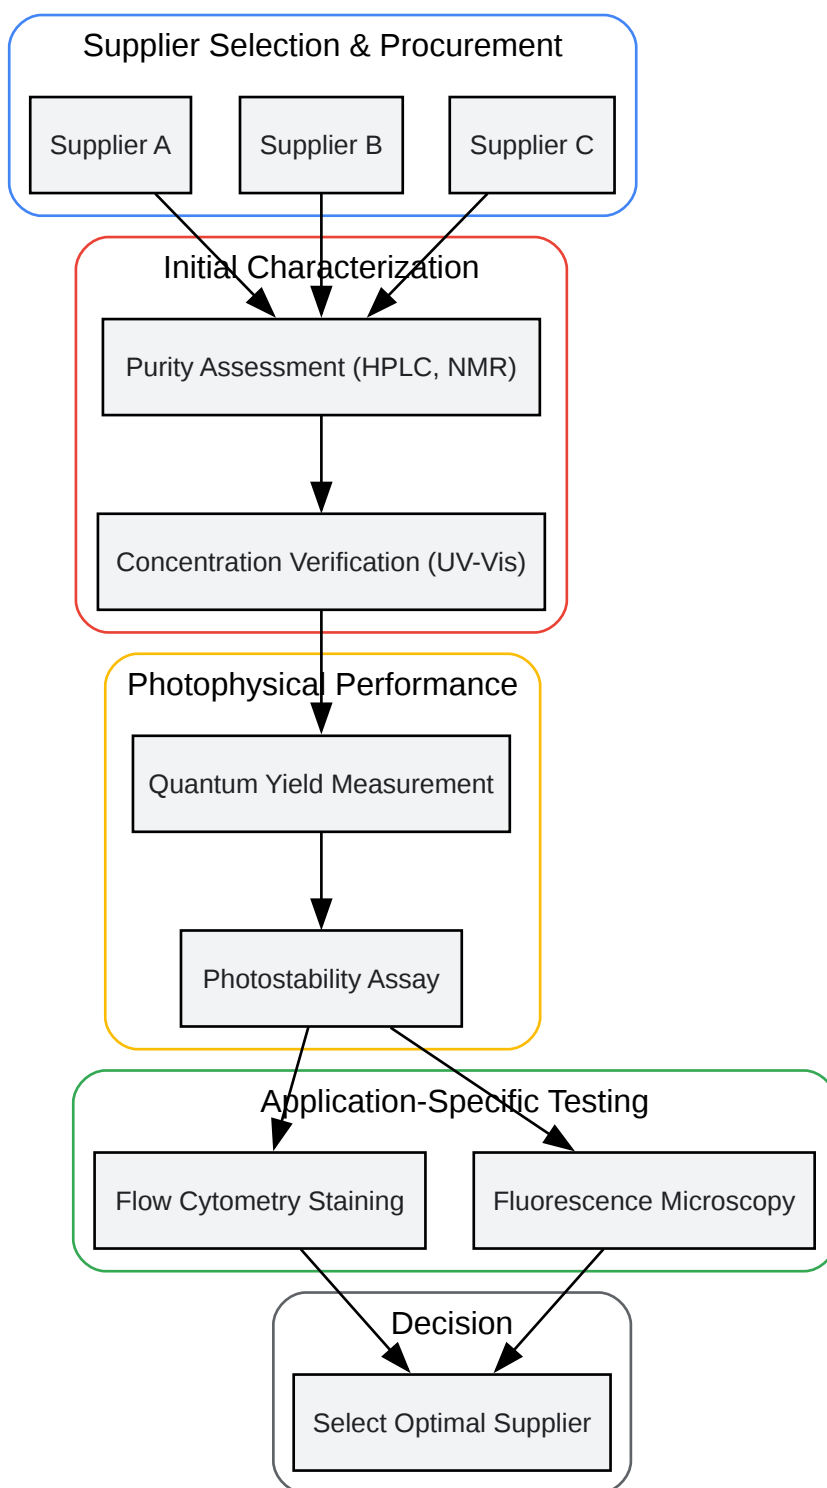 Supplier Selection & Procurement
Supplier A
Supplier B
Supplier C
Initial Characterization
Purity Assessment (HPLC, NMR)
Concentration Verification (UV-Vis)
Photophysical Performance
Quantum Yield Measurement
Photostability Assay
Application-Specific Testing
Flow Cytometry Staining
Fluorescence Microscopy
Decision
Select Optimal Supplier